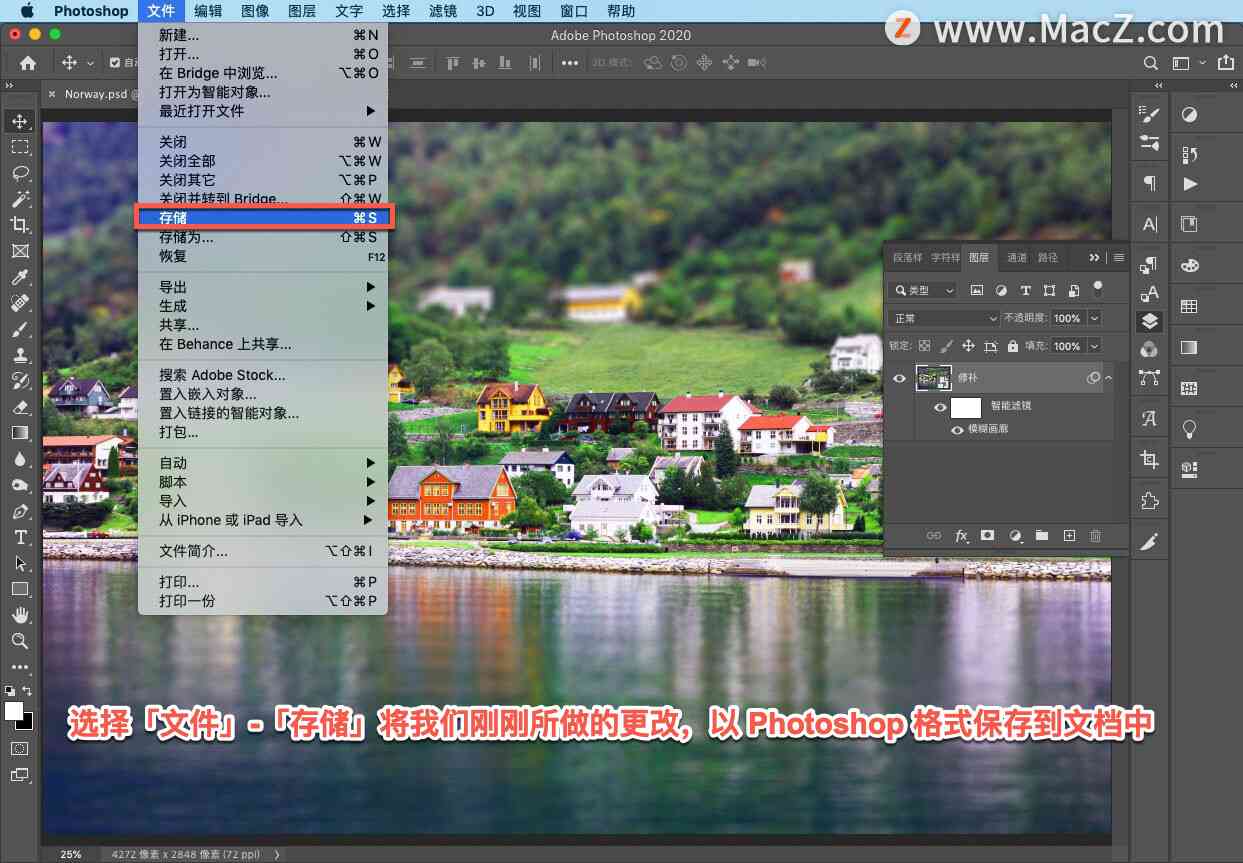 Photoshop 文件 编辑 图像 图层 文字 选择 滤镜 3D 视图 窗口 帮助
Adobe Photoshop 2020
Z www.MacZ.com
3D 模式:
Norway.psd @
新建... ⌘N
打开... ⌘O
在 Bridge 中浏览... ⌥⌘O
打开为智能对象...
最近打开文件
关闭 ⌘W
关闭全部 ⌥⌘W
关闭其它 ⌥⌘P
关闭并转到 Bridge... ⇧⌘W
存储 ⌘S
存储为... ⇧⌘S
恢复 F12
导出
生成
共享...
在 Behance 上共享...
搜索 Adobe Stock...
置入嵌入对象...
置入链接的智能对象...
打包...
自动
脚本
导入
从 iPhone 或 iPad 导入
文件简介... ⌥⇧⌘I
打印... ⌘P
打印一份 ⌥⇧⌘P
段落样 字符样 图层 通道 路径
类型
正常 不透明度: 100%
锁定: 填充: 100%
修补
智能滤镜
模糊画廊
fx
选择「文件」-「存储」将我们刚刚所做的更改，以 Photoshop 格式保存到文档中
25% 4272 像素 x 2848 像素 (72 ppi)